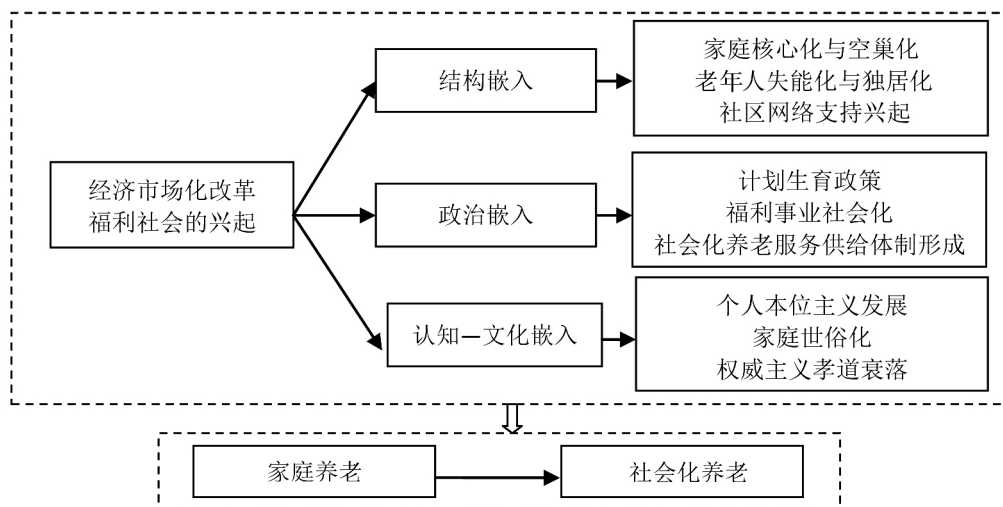 经济市场化改革
福利社会的兴起
结构嵌入
家庭核心化与空巢化
老年人失能化与独居化
社区网络支持兴起
政治嵌入
计划生育政策
福利事业社会化
社会化养老服务供给体制形成
认知—文化嵌入
个人本位主义发展
家庭世俗化
权威主义孝道衰落
家庭养老
社会化养老